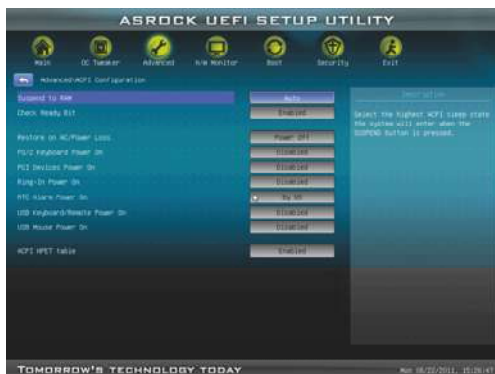 ASROCK UEFI SETUP UTILITY
Main
OC Tweaker
Advanced
H/W Monitor
Boot
Security
Exit
Advanced\ACPI Configuration
Description
Suspend to RAM Auto
Check Ready Bit Enabled
Select the highest ACPI sleep state
the system will enter when the
SUSPEND button is pressed.
Restore on AC/Power Loss Power Off
PS/2 Keyboard Power On Disabled
PCI Devices Power On Disabled
Ring-In Power On Disabled
RTC Alarm Power On By OS
USB Keyboard/Remote Power On Disabled
USB Mouse Power On Disabled
ACPI HPET table Enabled
TOMORROW'S TECHNOLOGY TODAY